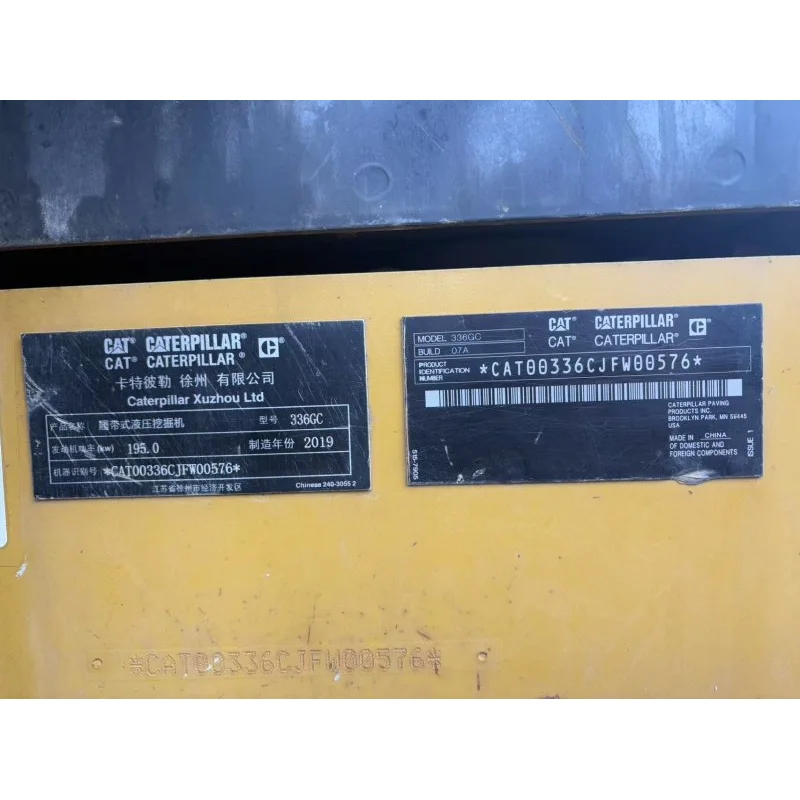 CAT® CATERPILLAR®
CAT® CATERPILLAR®
卡特彼勒 徐州 有限公司
Caterpillar Xuzhou Ltd
产品名称 履带式液压挖掘机 型号 336GC
发动机功率(kw) 195.0 制造年份 2019
机器识别号 *CAT00336CJFW00576*
江苏省徐州市经济开发区 Chinese 240-3055 2
MODEL 336GC
BUILD 07A
CAT® CATERPILLAR®
CAT® CATERPILLAR®
PRODUCT IDENTIFICATION NUMBER *CAT00336CJFW00576*
CATERPILLAR PAVING
PRODUCTS INC.
BROOKLYN PARK, MN 55445
USA
MADE IN CHINA
OF DOMESTIC AND
FOREIGN COMPONENTS
515-7905
ISSUE 1
*CAT00336CJFW00576*